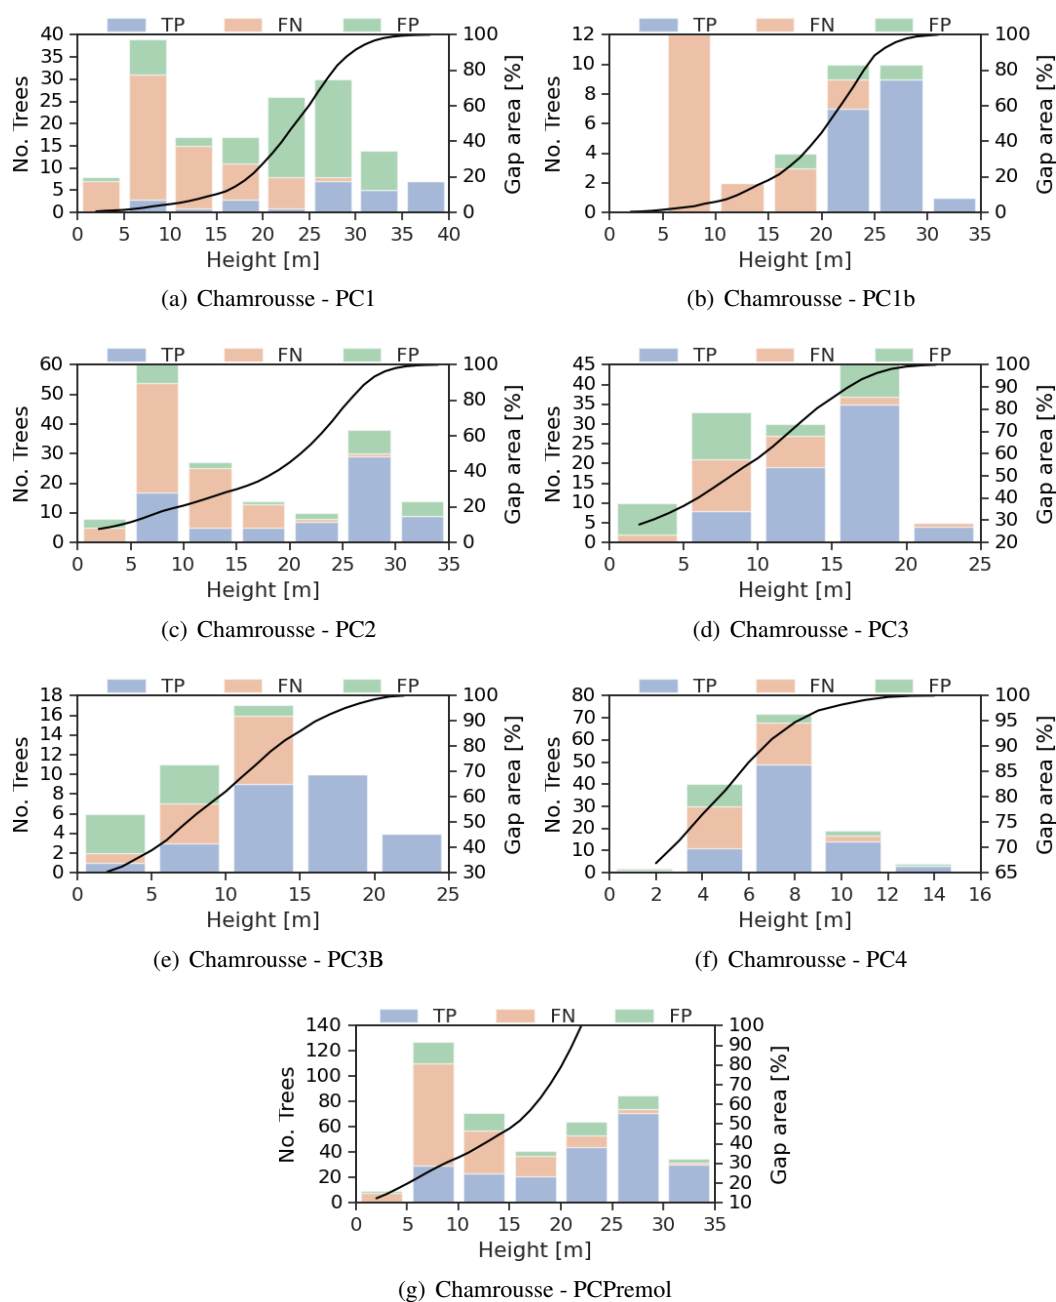 TP FN FP
TP FN FP
40 35 30 25 20 15 10 5 0
No. Trees
100 80 60 40 20 0
Gap area [%]
12 10 8 6 4 2 0
No. Trees
100 80 60 40 20 0
Gap area [%]
0 5 10 15 20 25 30 35 40
0 5 10 15 20 25 30 35
Height [m]
Height [m]
(a) Chamrousse - PC1
(b) Chamrousse - PC1b
TP FN FP
TP FN FP
60 50 40 30 20 10 0
No. Trees
100 80 60 40 20 0
Gap area [%]
45 40 35 30 25 20 15 10 5 0
No. Trees
100 90 80 70 60 50 40 30 20
Gap area [%]
0 5 10 15 20 25 30 35
0 5 10 15 20 25
Height [m]
Height [m]
(c) Chamrousse - PC2
(d) Chamrousse - PC3
TP FN FP
TP FN FP
18 16 14 12 10 8 6 4 2 0
No. Trees
100 90 80 70 60 50 40 30
Gap area [%]
80 70 60 50 40 30 20 10 0
No. Trees
100 95 90 85 80 75 70 65
Gap area [%]
0 5 10 15 20 25
0 2 4 6 8 10 12 14 16
Height [m]
Height [m]
(e) Chamrousse - PC3B
(f) Chamrousse - PC4
TP FN FP
140 120 100 80 60 40 20 0
No. Trees
100 90 80 70 60 50 40 30 20 10
Gap area [%]
0 5 10 15 20 25 30 35
Height [m]
(g) Chamrousse - PCPremol